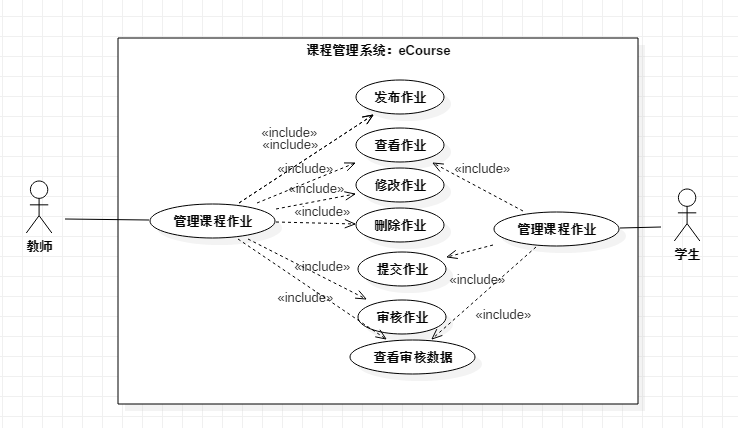 课程管理系统：eCourse
发布作业
«include»
«include»
查看作业
«include»
«include»
修改作业
«include»
«include»
管理课程作业
删除作业
管理课程作业
教师
学生
«include»
提交作业
«include»
«include»
审核作业
«include»
查看审核数据